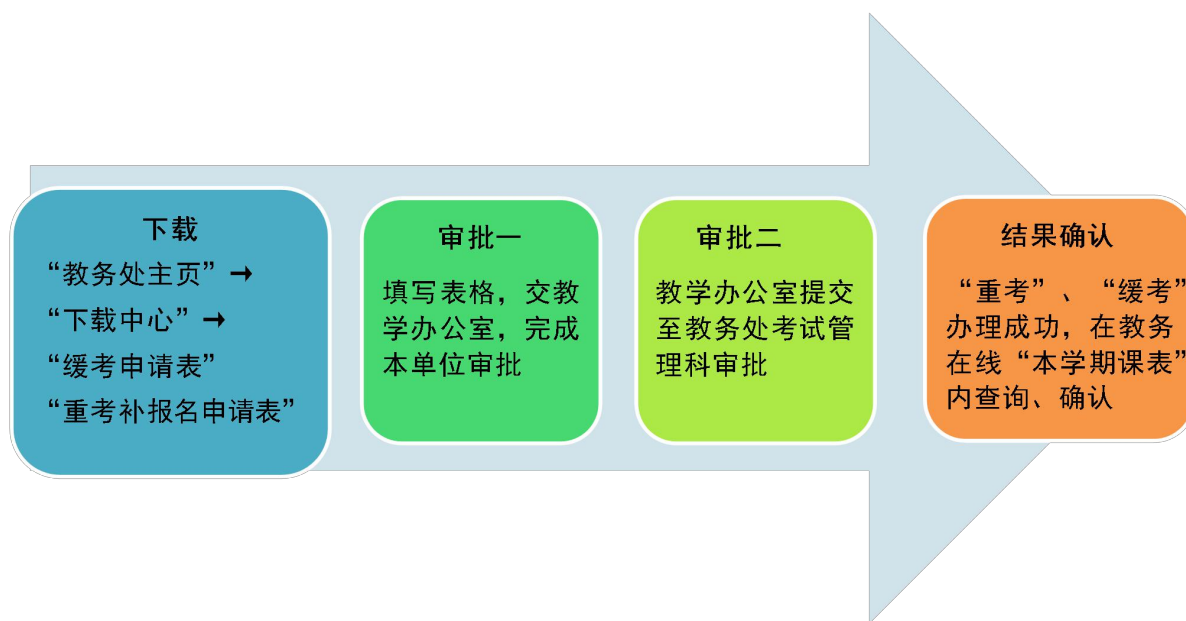 下载
“教务处主页”→
“下载中心”→
“缓考申请表”
“重考补报名申请表”
审批一
填写表格，交教
学办公室，完成
本单位审批
审批二
教学办公室提交
至教务处考试管
理科审批
结果确认
“重考”、“缓考”
办理成功，在教务
在线“本学期课表”
内查询、确认